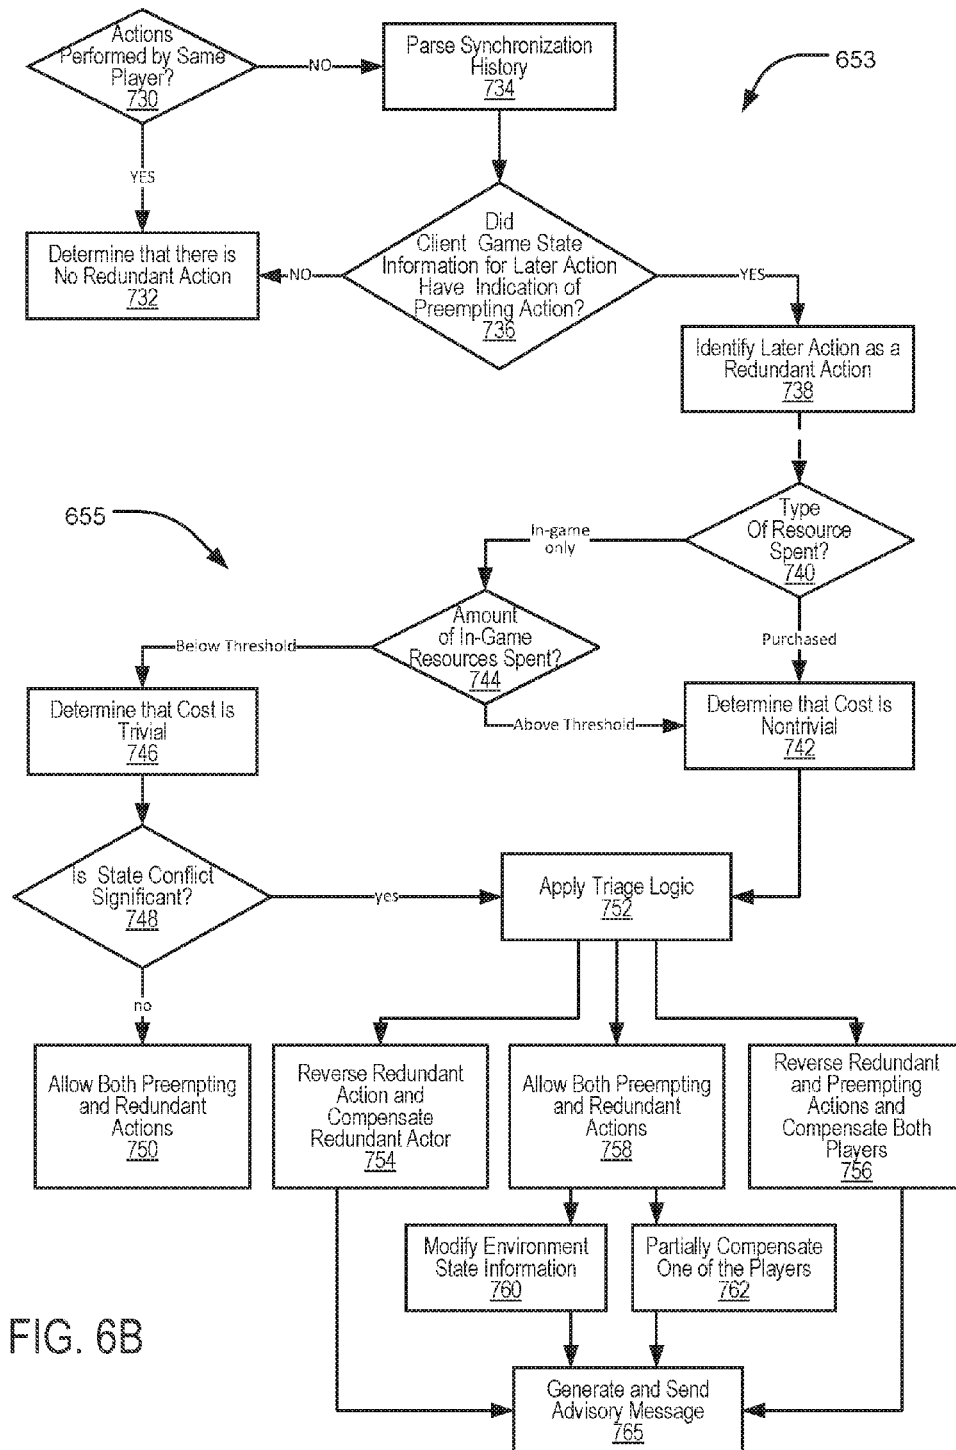 Actions
Performed by Same
Player?
730
NO
Parse Synchronization
History
734
653
YES
Determine that there is
No Redundant Action
732
NO
Did
Client Game State
Information for Later Action
Have Indication of
Preempting Action?
736
YES
Identify Later Action as a
Redundant Action
738
655
In-game
only
Type
Of Resource
Spent?
740
Amount
of In-Game
Resources Spent?
744
Below Threshold
Purchased
Determine that Cost Is
Trivial
746
Above Threshold
Determine that Cost Is
Nontrivial
742
Is State Conflict
Significant?
748
yes
Apply Triage Logic
752
no
Allow Both Preempting
and Redundant
Actions
750
Reverse Redundant
Action and
Compensate
Redundant Actor
754
Allow Both Preempting
and Redundant
Actions
758
Reverse Redundant
and Preempting
Actions and
Compensate Both
Players
756
Modify Environment
State Information
760
Partially Compensate
One of the Players
762
FIG. 6B
Generate and Send
Advisory Message
765